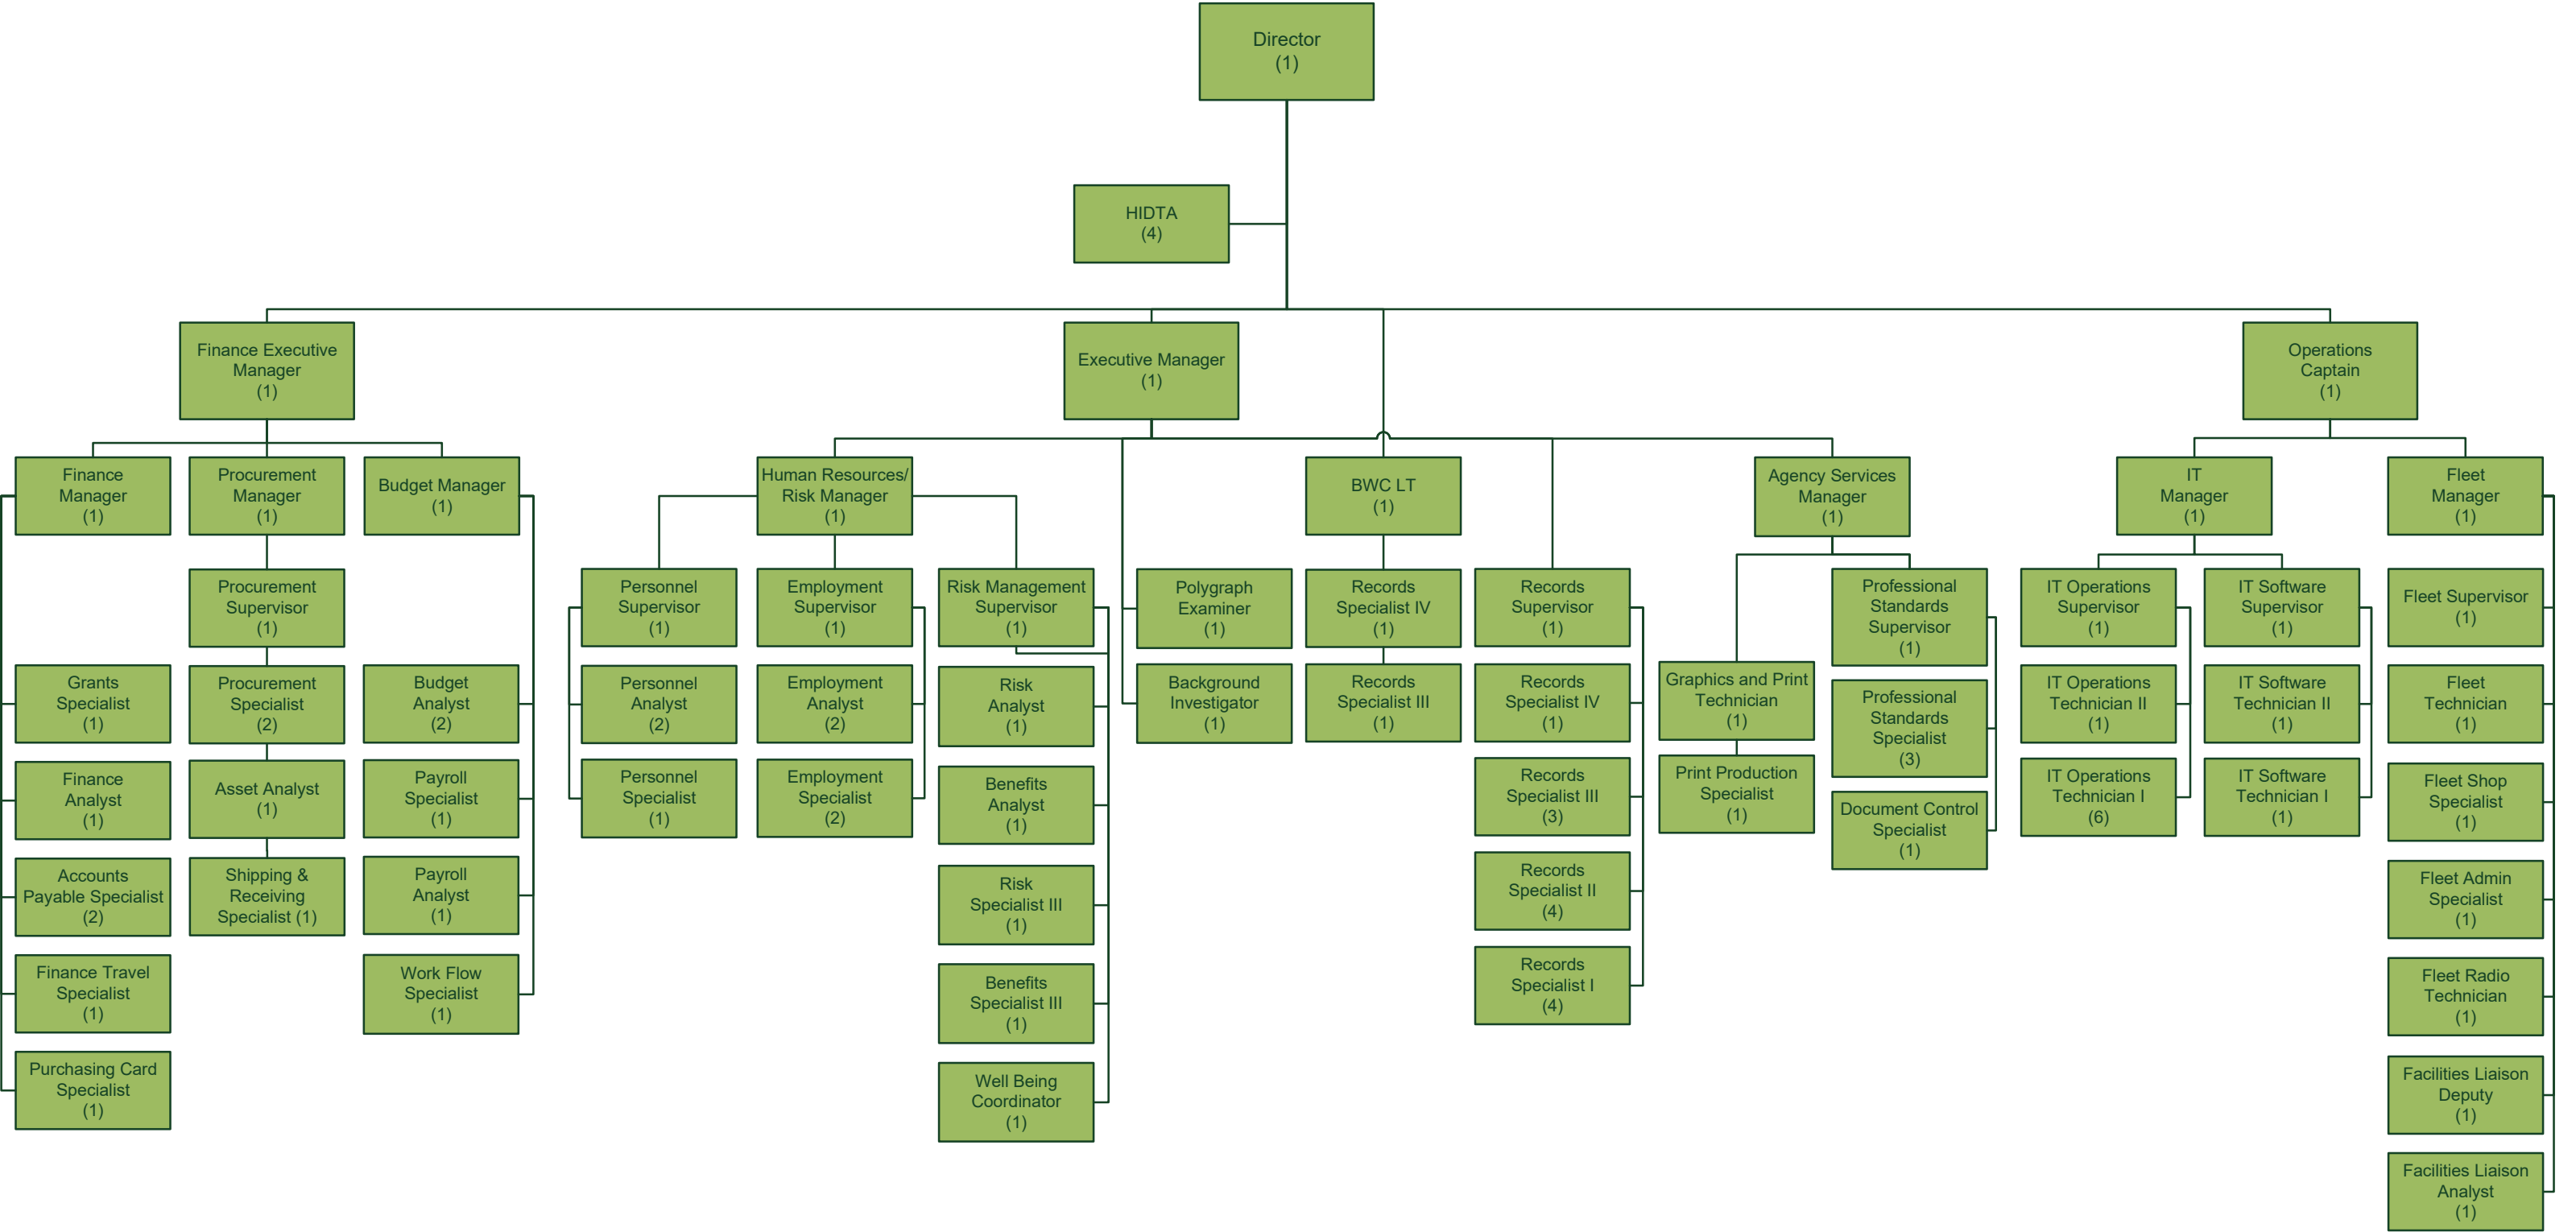 Director
(1)
HIDTA
(4)
Finance Executive
Manager
(1)
Executive Manager
(1)
Operations
Captain
(1)
Finance
Manager
(1)
Procurement
Manager
(1)
Budget Manager
(1)
Human Resources/
Risk Manager
(1)
BWC LT
(1)
Agency Services
Manager
(1)
IT
Manager
(1)
Fleet
Manager
(1)
Grants
Specialist
(1)
Finance
Analyst
(1)
Accounts
Payable Specialist
(2)
Finance Travel
Specialist
(1)
Purchasing Card
Specialist
(1)
Procurement
Supervisor
(1)
Procurement
Specialist
(2)
Asset Analyst
(1)
Shipping &
Receiving
Specialist (1)
Budget
Analyst
(2)
Payroll
Specialist
(1)
Payroll
Analyst
(1)
Work Flow
Specialist
(1)
Personnel
Supervisor
(1)
Personnel
Analyst
(2)
Personnel
Specialist
(1)
Employment
Supervisor
(1)
Employment
Analyst
(2)
Employment
Specialist
(2)
Risk Management
Supervisor
(1)
Risk
Analyst
(1)
Benefits
Analyst
(1)
Risk
Specialist III
(1)
Benefits
Specialist III
(1)
Well Being
Coordinator
(1)
Polygraph
Examiner
(1)
Background
Investigator
(1)
Records
Specialist IV
(1)
Records
Specialist III
(1)
Records
Supervisor
(1)
Records
Specialist IV
(1)
Records
Specialist III
(3)
Records
Specialist II
(4)
Records
Specialist I
(4)
Graphics and Print
Technician
(1)
Print Production
Specialist
(1)
Professional
Standards
Supervisor
(1)
Professional
Standards
Specialist
(3)
Document Control
Specialist
(1)
IT Operations
Supervisor
(1)
IT Operations
Technician II
(1)
IT Operations
Technician I
(6)
IT Software
Supervisor
(1)
IT Software
Technician II
(1)
IT Software
Technician I
(1)
Fleet Supervisor
(1)
Fleet
Technician
(1)
Fleet Shop
Specialist
(1)
Fleet Admin
Specialist
(1)
Fleet Radio
Technician
(1)
Facilities Liaison
Deputy
(1)
Facilities Liaison
Analyst
(1)